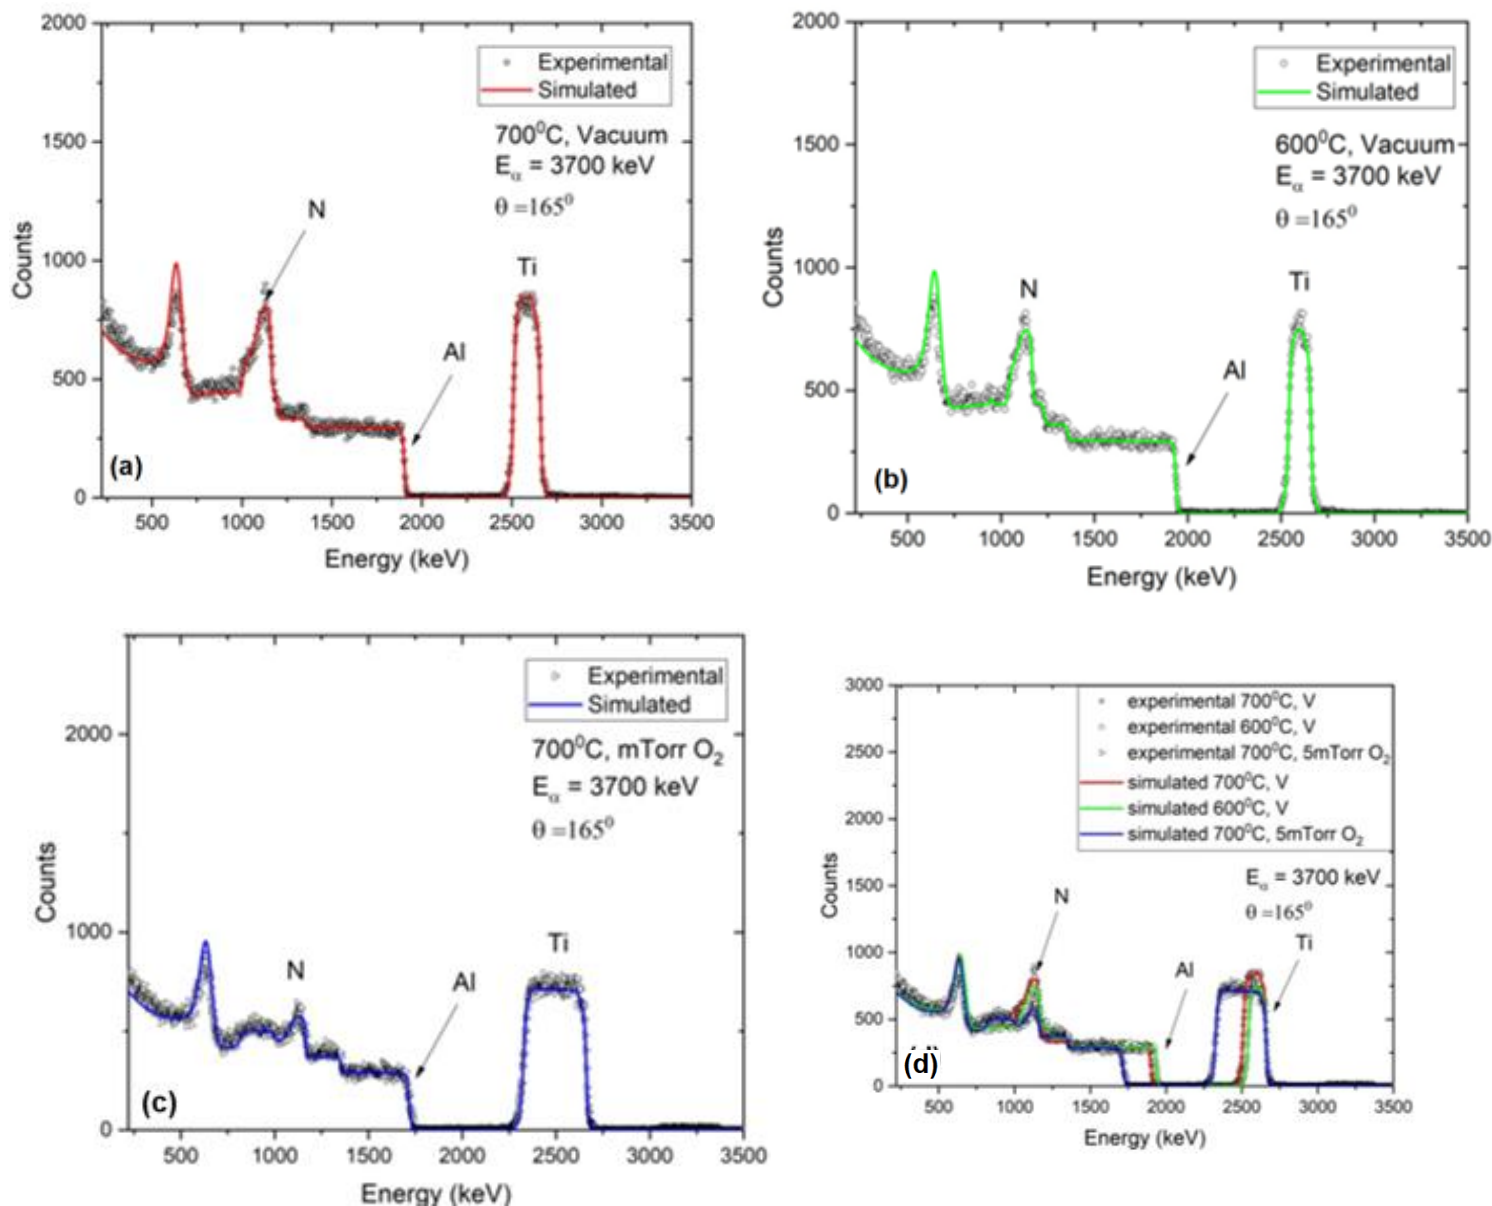 2000
1500
1000
500
0
Counts
Experimental
Simulated
700⁰C, Vacuum
Eα = 3700 keV
θ =165⁰
N
Ti
Al
(a)
500 1000 1500 2000 2500 3000 3500
Energy (keV)
2000
1500
1000
500
0
Counts
Experimental
Simulated
600⁰C, Vacuum
Eα = 3700 keV
θ =165⁰
N
Ti
Al
(b)
500 1000 1500 2000 2500 3000 3500
Energy (keV)
2000
1000
0
Counts
Experimental
Simulated
700⁰C, mTorr O₂
Eα = 3700 keV
θ =165⁰
N
Ti
Al
(c)
500 1000 1500 2000 2500 3000 3500
Energy (keV)
3000
2500
2000
1500
1000
500
0
Counts
experimental 700⁰C, V
experimental 600⁰C, V
experimental 700⁰C, 5mTorr O₂
simulated 700⁰C, V
simulated 600⁰C, V
simulated 700⁰C, 5mTorr O₂
Eα = 3700 keV
θ =165⁰
N
Ti
Al
(d)
500 1000 1500 2000 2500 3000 3500
Energy (keV)